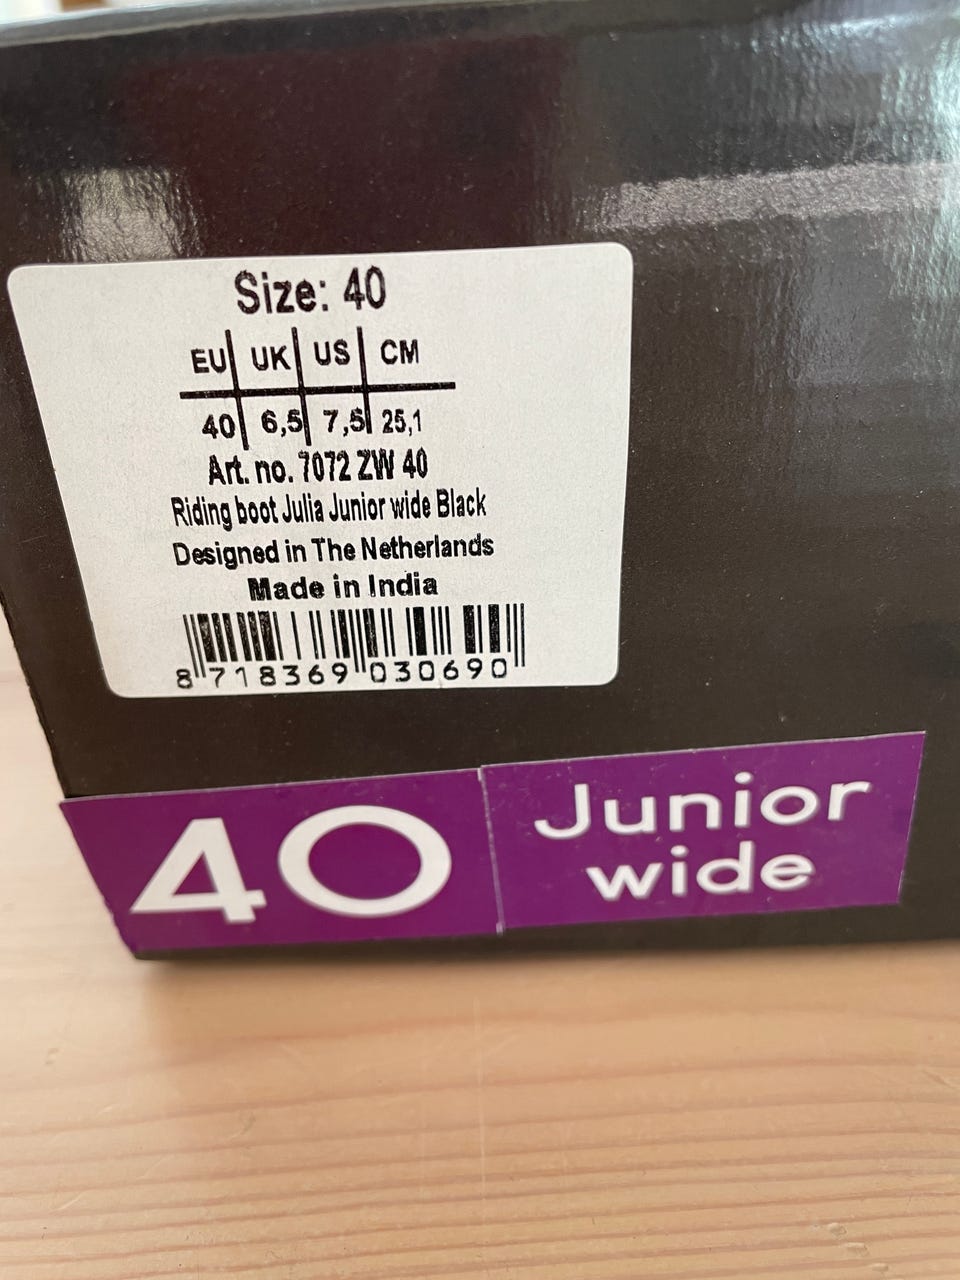 Size: 40
EU UK US CM
40 6,5 7,5 25,1
Art. no. 7072 ZW 40
Riding boot Julia Junior wide Black
Designed in The Netherlands
Made in India
8 718369 030690
40 Junior
wide